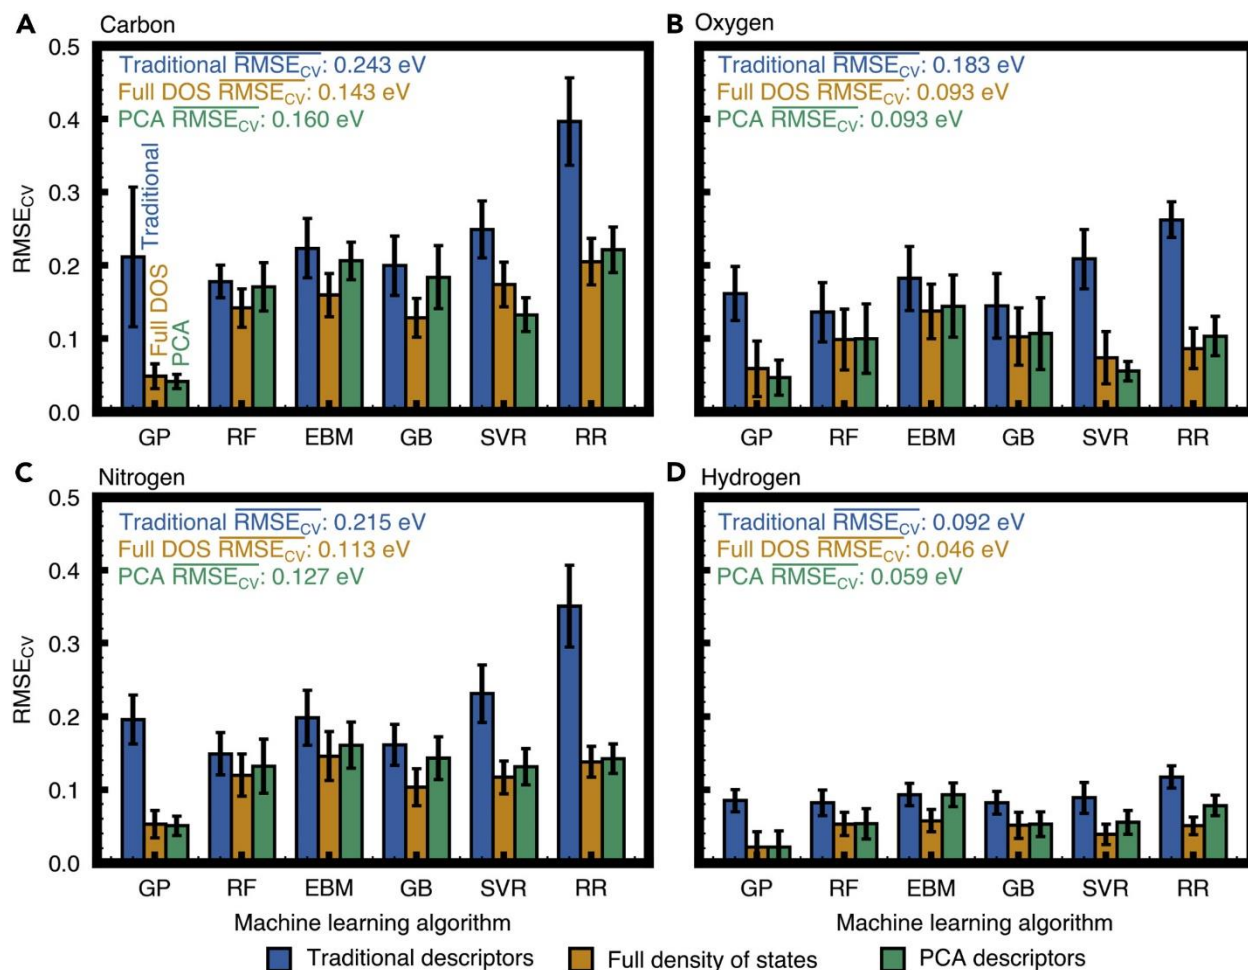 A Carbon
Traditional RMSECV: 0.243 eV
Full DOS RMSECV: 0.143 eV
PCA RMSECV: 0.160 eV
Traditional
Full DOS
PCA
RMSECV
0.5
0.4
0.3
0.2
0.1
0.0
GP RF EBM GB SVR RR
B Oxygen
Traditional RMSECV: 0.183 eV
Full DOS RMSECV: 0.093 eV
PCA RMSECV: 0.093 eV
GP RF EBM GB SVR RR
C Nitrogen
Traditional RMSECV: 0.215 eV
Full DOS RMSECV: 0.113 eV
PCA RMSECV: 0.127 eV
RMSECV
0.5
0.4
0.3
0.2
0.1
0.0
GP RF EBM GB SVR RR
Machine learning algorithm
D Hydrogen
Traditional RMSECV: 0.092 eV
Full DOS RMSECV: 0.046 eV
PCA RMSECV: 0.059 eV
GP RF EBM GB SVR RR
Machine learning algorithm
Traditional descriptors Full density of states PCA descriptors